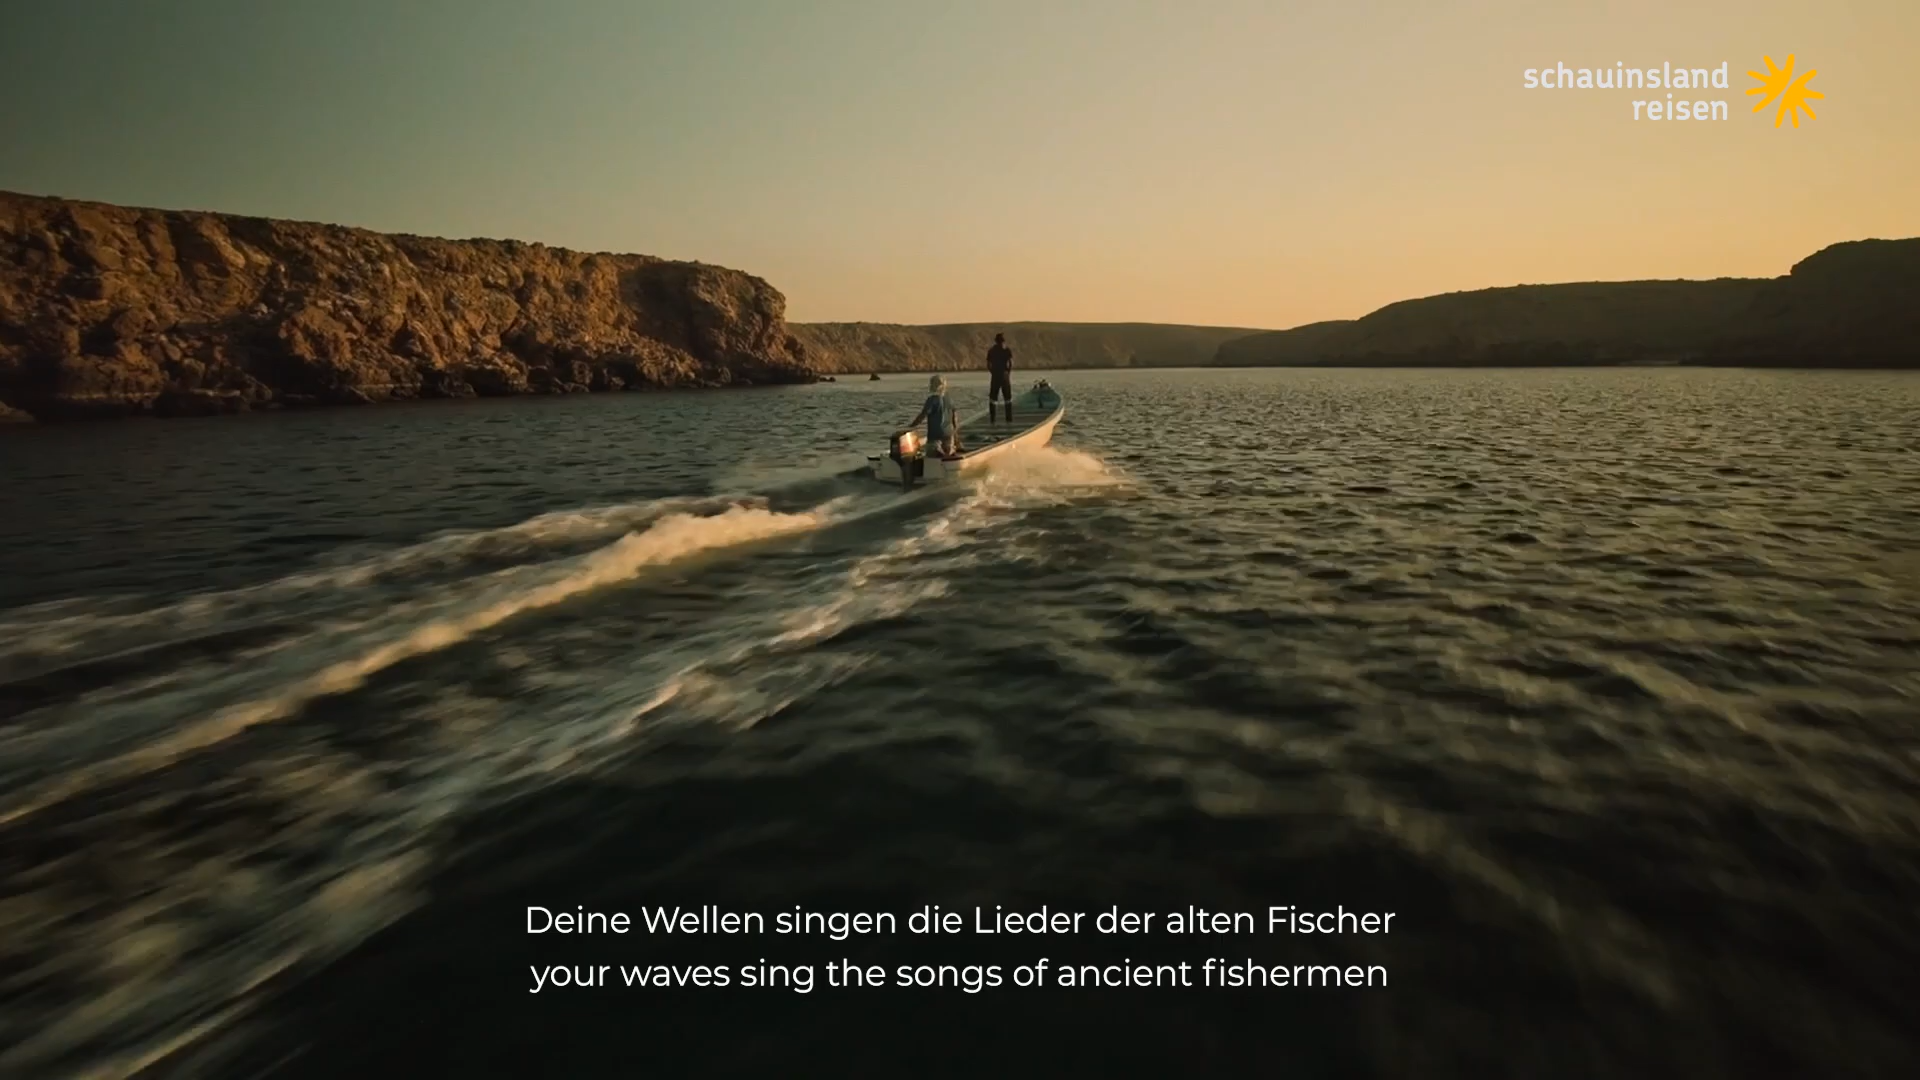 schauinsland
reisen
Deine Wellen singen die Lieder der alten Fischer
your waves sing the songs of ancient fishermen